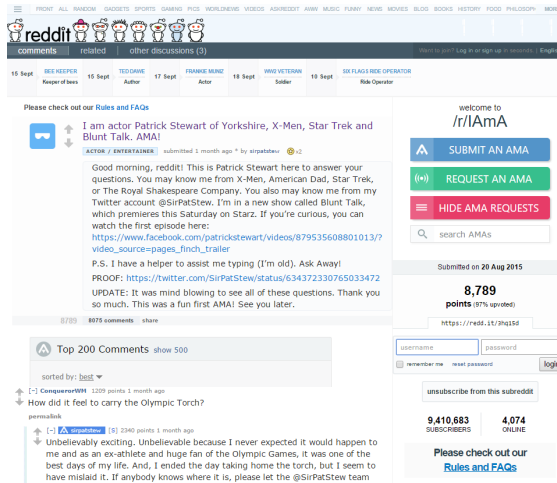 FRONT ALL RANDOM GADGETS SPORTS GAMING PICS WORLDNEWS VIDEOS ASKREDDIT AWW MUSIC FUNNY NEWS MOVIES BLOG BOOKS HISTORY FOOD PHILOSOPHY
reddit
comments related other discussions (3)
Want to join? Log in or sign up in seconds. | English
15 Sept BEE KEEPER 15 Sept TED DAWE 17 Sept FRANKIE MUNIZ 18 Sept WW2 VETERAN 10 Sept SIX FLAGS RIDE OPERATOR
Keeper of bees Author Actor Soldier Ride Operator
Please check out our Rules and FAQs
I am actor Patrick Stewart of Yorkshire, X-Men, Star Trek and
Blunt Talk. AMA!
ACTOR / ENTERTAINER submitted 1 month ago * by sirpatstew x2
Good morning, reddit! This is Patrick Stewart here to answer your
questions. You may know me from X-Men, American Dad, Star Trek,
or The Royal Shakespeare Company. You also may know me from my
Twitter account @SirPatStew. I'm in a new show called Blunt Talk,
which premieres this Saturday on Starz. If you're curious, you can
watch the first episode here:
https://www.facebook.com/patrickstewart/videos/879535608801013/?
video_source=pages_finch_trailer
P.S. I have a helper to assist me typing (I'm old). Ask Away!
PROOF: https://twitter.com/SirPatStew/status/634372330765033472
UPDATE: It was mind blowing to see all of these questions. Thank you
so much. This was a fun first AMA! See you later.
8789 8075 comments share
Top 200 Comments show 500
sorted by: best
[-] ConquerorWM 1209 points 1 month ago
How did it feel to carry the Olympic Torch?
permalink
[-] sirpatstew [S] 2340 points 1 month ago
Unbelievably exciting. Unbelievable because I never expected it would happen to
me and as an ex-athlete and huge fan of the Olympic Games, it was one of the
best days of my life. And, I ended the day taking home the torch, but I seem to
have mislaid it. If anybody knows where it is, please let the @SirPatStew team
welcome to
/r/IAmA
SUBMIT AN AMA
REQUEST AN AMA
HIDE AMA REQUESTS
search AMAs
Submitted on 20 Aug 2015
8,789
points (97% upvoted)
https://redd.it/3hqi5d
username password
remember me reset password login
unsubscribe from this subreddit
9,410,683 4,074
SUBSCRIBERS ONLINE
Please check out our
Rules and FAQs